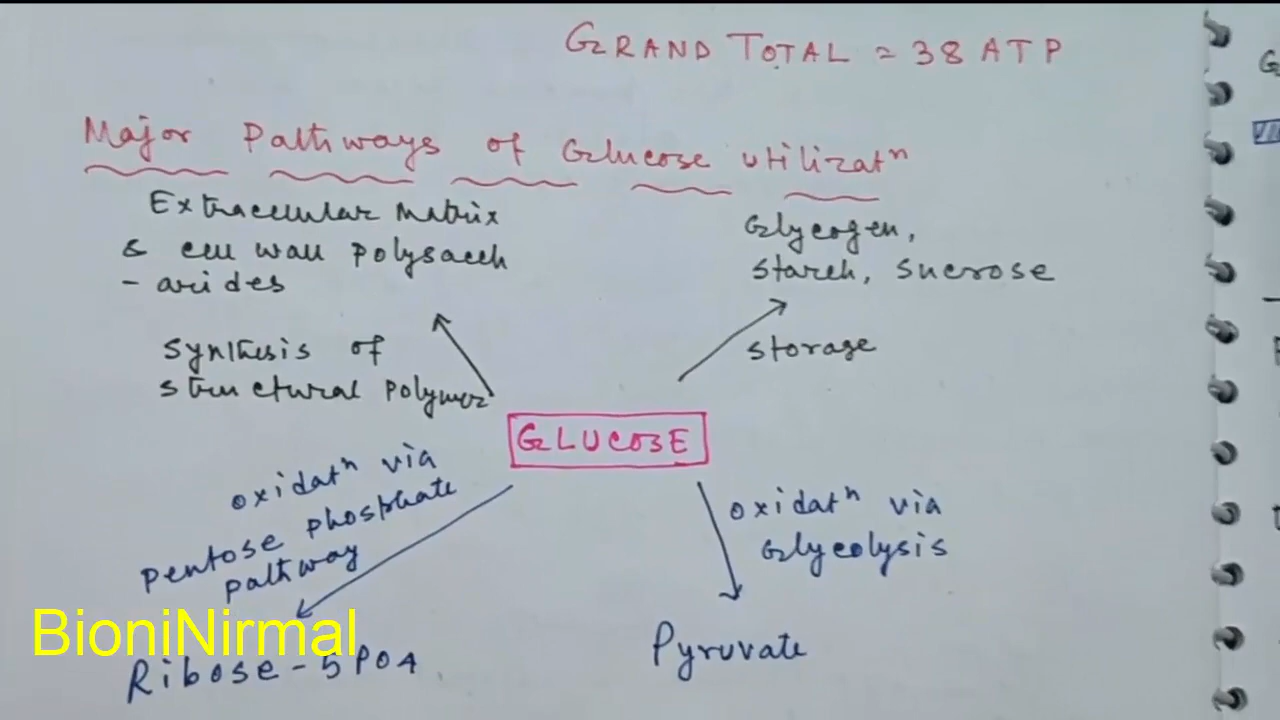 GRAND TOTAL = 38 ATP
Major Pathways of Glucose utilizatⁿ
Extracellular matrix
& cell wall polysacch
- arides
Glycogen,
starch, sucrose
Synthesis of
structural polymer
storage
GLUCOSE
oxidatⁿ via
pentose phosphate
pathway
oxidatⁿ via
Glycolysis
BioniNirmal
Ribose-5PO4
Pyruvate